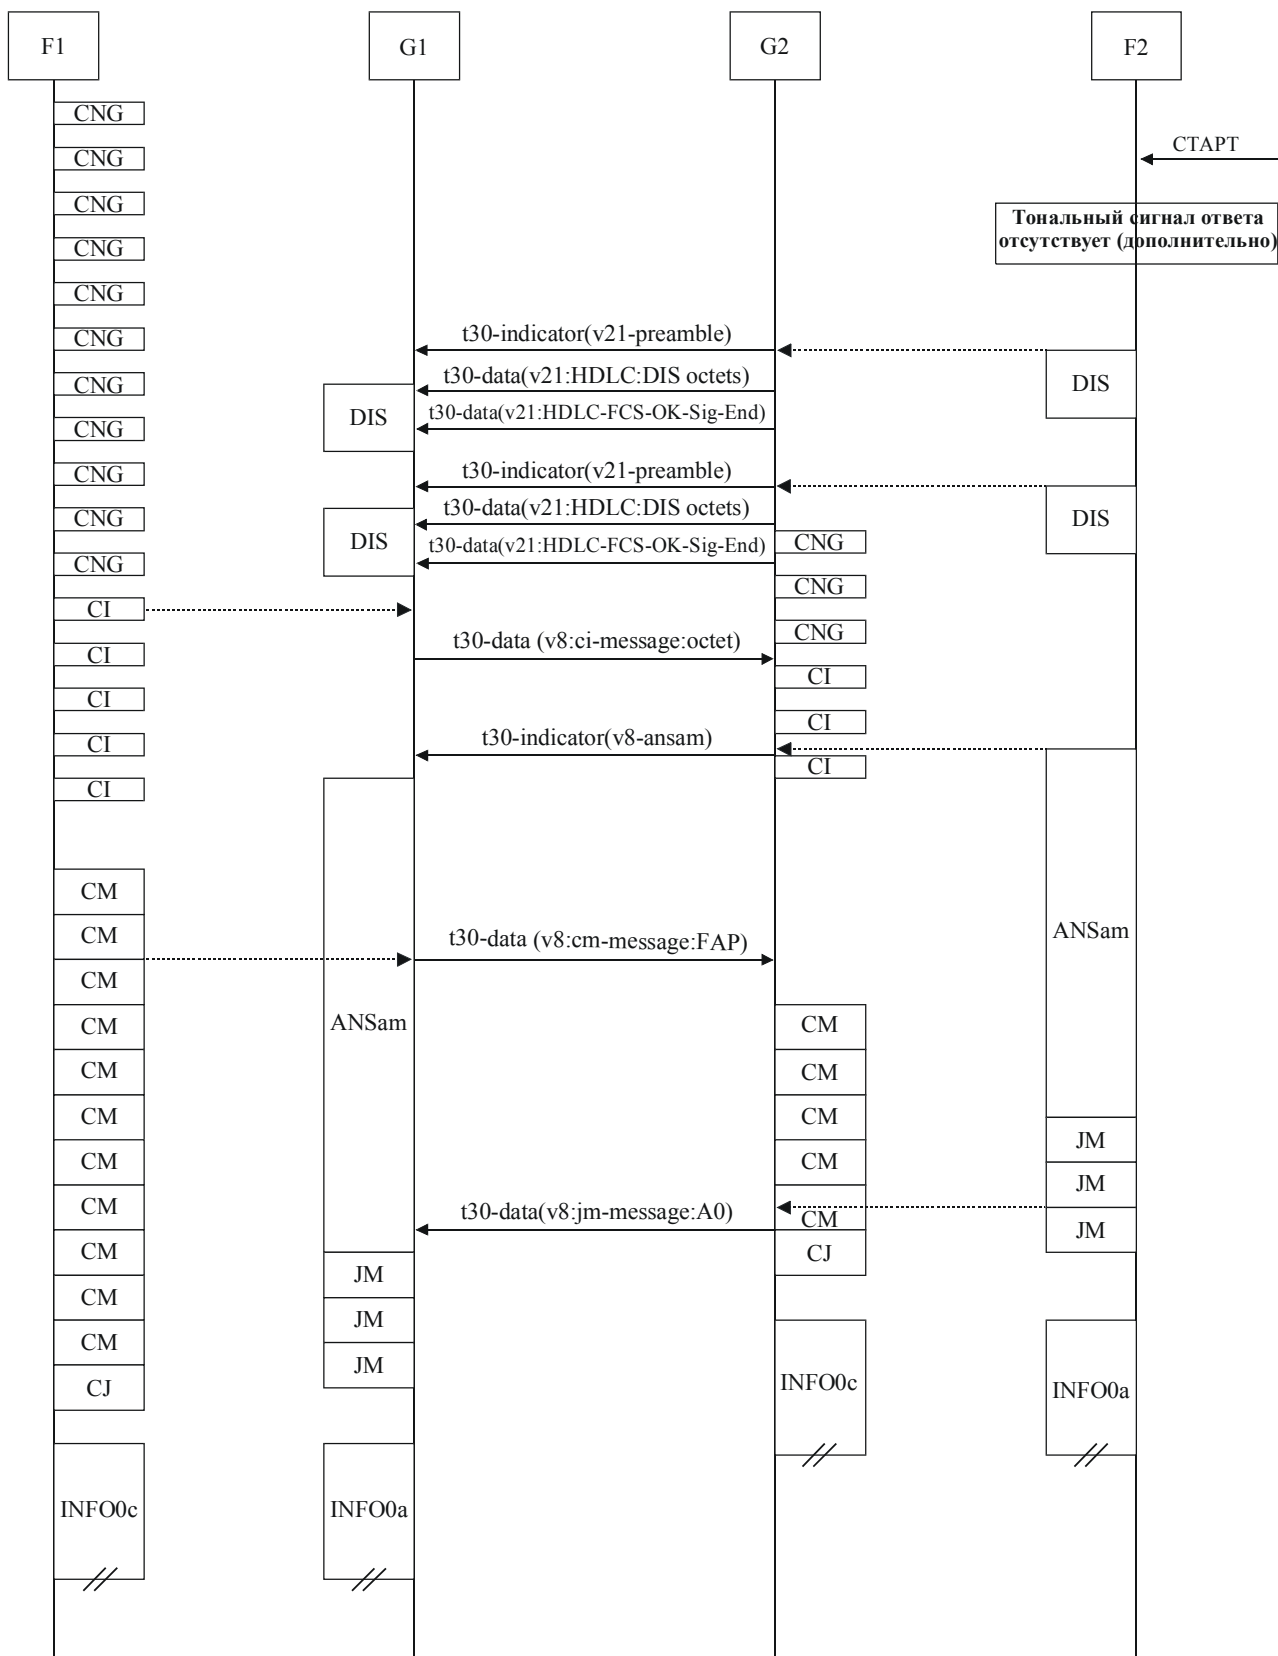 F1
G1
G2
F2
CNG
CNG
СТАРТ
CNG
Тональный сигнал ответа
отсутствует (дополнительно)
CNG
CNG
CNG
t30-indicator(v21-preamble)
CNG
t30-data(v21:HDLC:DIS octets)
DIS
DIS
t30-data(v21:HDLC-FCS-OK-Sig-End)
CNG
CNG
t30-indicator(v21-preamble)
CNG
t30-data(v21:HDLC:DIS octets)
DIS
DIS
t30-data(v21:HDLC-FCS-OK-Sig-End)
CNG
CNG
CNG
CI
CNG
t30-data (v8:ci-message:octet)
CI
CI
CI
CI
CI
t30-indicator(v8-ansam)
CI
CI
CM
CM
t30-data (v8:cm-message:FAP)
ANSam
CM
ANSam
CM
CM
CM
CM
CM
CM
JM
CM
CM
JM
CM
t30-data(v8:jm-message:A0)
CM
JM
CM
CJ
JM
CM
JM
CM
JM
CJ
INFO0c
INFO0a
INFO0c
INFO0a